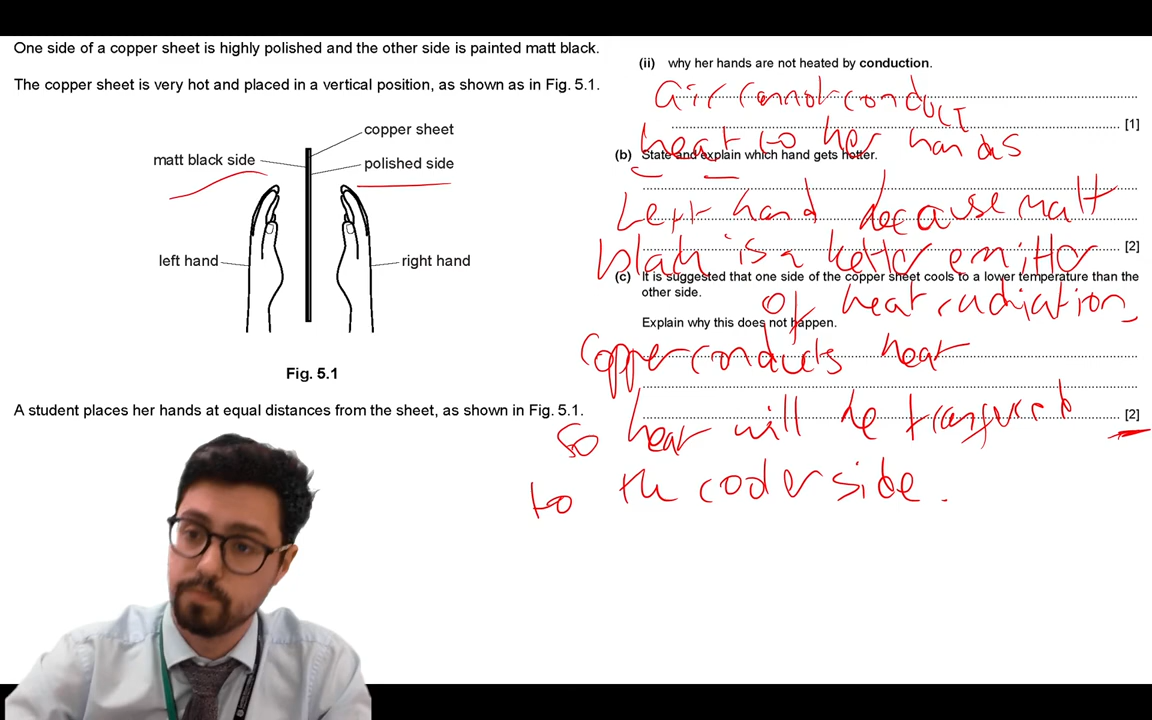 One side of a copper sheet is highly polished and the other side is painted matt black.
The copper sheet is very hot and placed in a vertical position, as shown as in Fig. 5.1.
copper sheet
matt black side
polished side
left hand
right hand
Fig. 5.1
A student places her hands at equal distances from the sheet, as shown in Fig. 5.1.
(ii) why her hands are not heated by conduction.
air cannot conduct
[1]
heat to her hands
(b) State and explain which hand gets hotter.
Left hand because matt
[2]
black is a better emittor
(c) It is suggested that one side of the copper sheet cools to a lower temperature than the
other side.
of heat radiation
Explain why this does not happen.
Copper conducts heat
[2]
so heat will be
to the colder side.